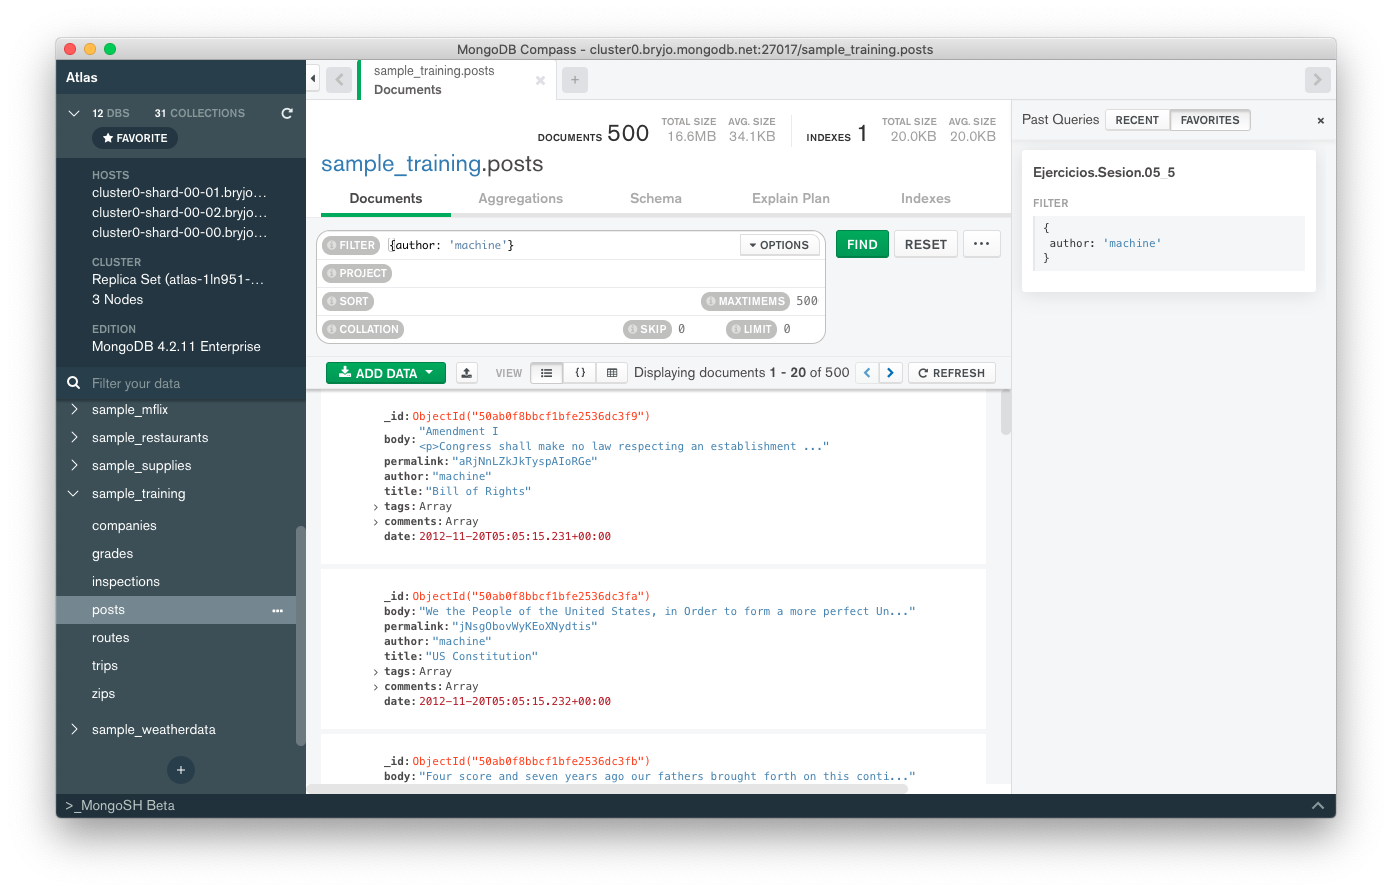 MongoDB Compass - cluster0.bryjo.mongodb.net:27017/sample_training.posts
Atlas
12 DBS 31 COLLECTIONS
FAVORITE
HOSTS
cluster0-shard-00-01.bryjo...
cluster0-shard-00-02.bryjo...
cluster0-shard-00-00.bryjo...
CLUSTER
Replica Set (atlas-1ln951-...
3 Nodes
EDITION
MongoDB 4.2.11 Enterprise
Filter your data
sample_mflix
sample_restaurants
sample_supplies
sample_training
companies
grades
inspections
posts
routes
trips
zips
sample_weatherdata
+
sample_training.posts
Documents
+
DOCUMENTS 500 TOTAL SIZE 16.6MB AVG. SIZE 34.1KB INDEXES 1 TOTAL SIZE 20.0KB AVG. SIZE 20.0KB
sample_training.posts
Documents Aggregations Schema Explain Plan Indexes
FILTER {author: 'machine'} OPTIONS FIND RESET ...
PROJECT
SORT MAXTIMEMS 500
COLLATION SKIP 0 LIMIT 0
ADD DATA VIEW {} Displaying documents 1 - 20 of 500 < > REFRESH
_id: ObjectId("50ab0f8bbcf1bfe2536dc3f9")
body: "Amendment I
<p>Congress shall make no law respecting an establishment ..."
permalink: "aRjNnLZkJkTyspAIoRGe"
author: "machine"
title: "Bill of Rights"
tags: Array
comments: Array
date: 2012-11-20T05:05:15.231+00:00
_id: ObjectId("50ab0f8bbcf1bfe2536dc3fa")
body: "We the People of the United States, in Order to form a more perfect Un..."
permalink: "jNsgObovWyKEoXNydtis"
author: "machine"
title: "US Constitution"
tags: Array
comments: Array
date: 2012-11-20T05:05:15.232+00:00
_id: ObjectId("50ab0f8bbcf1bfe2536dc3fb")
body: "Four score and seven years ago our fathers brought forth on this conti..."
Past Queries RECENT FAVORITES ×
Ejercicios.Sesion.05_5
FILTER
{
author: 'machine'
}
>_MongoSH Beta